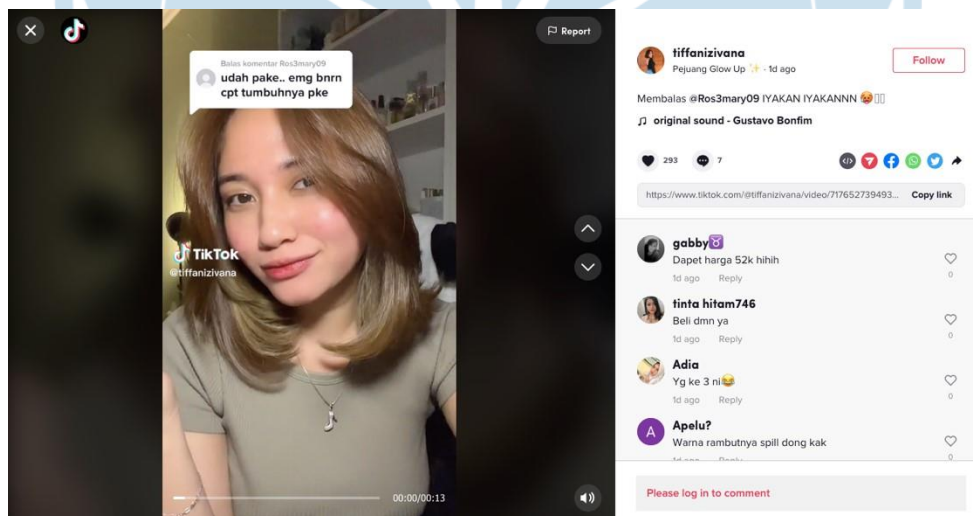 Report
Balas komentar Ros3mary09
udah pake.. emg bnrn
cpt tumbuhnya pke
TikTok
@tiffanizivana
00:00/00:13
tiffanizivana
Pejuang Glow Up ✨ - 1d ago
Follow
Membalas @Ros3mary09 IYAKAN IYAKANNN 🥵▯▯
♫ original sound - Gustavo Bonfim
293
7
https://www.tiktok.com/@tiffanizivana/video/717652739493...
Copy link
gabby♉
Dapet harga 52k hihih
1d ago Reply
0
tinta hitam746
Beli dmn ya
1d ago Reply
0
Adia
Yg ke 3 ni😂
1d ago Reply
0
A
Apelu?
Warna rambutnya spill dong kak
1d ago Reply
0
Please log in to comment